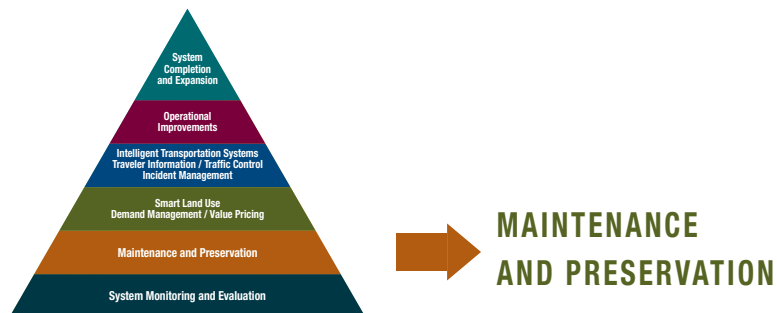 System
Completion
and Expansion
Operational
Improvements
Intelligent Transportation Systems
Traveler Information / Traffic Control
Incident Management
Smart Land Use
Demand Management / Value Pricing
Maintenance and Preservation
System Monitoring and Evaluation
MAINTENANCE
AND PRESERVATION